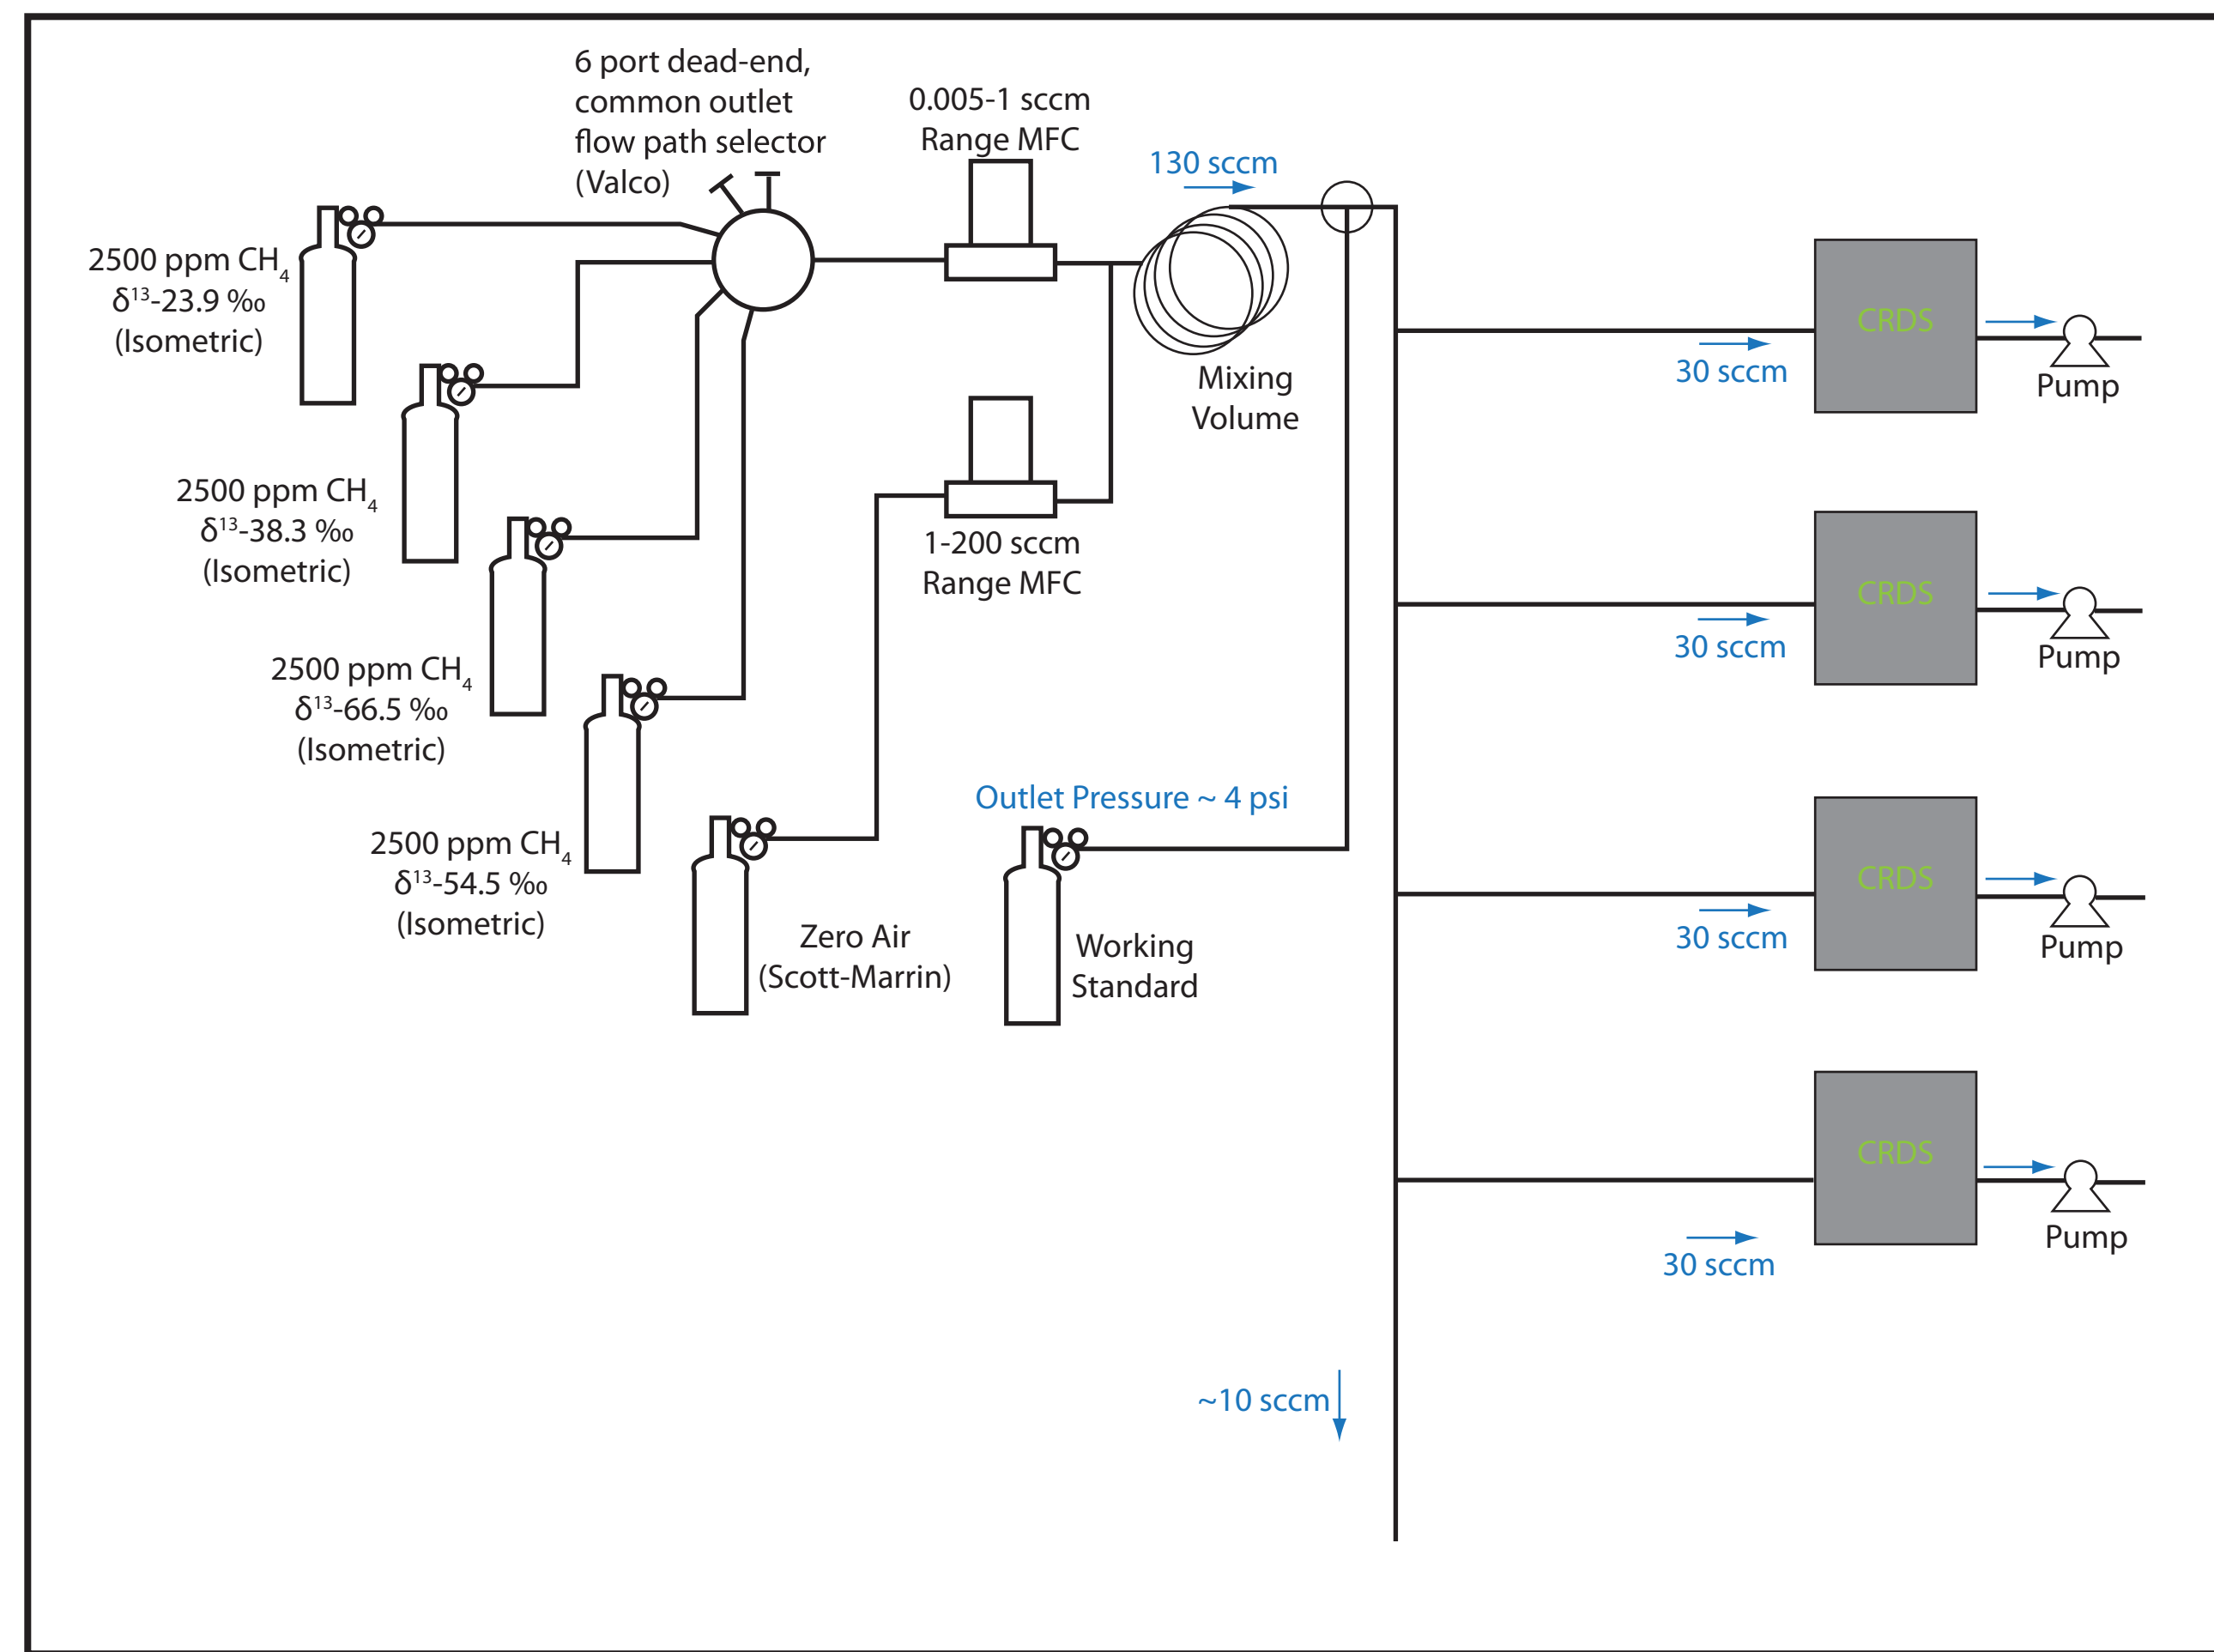 6 port dead-end,
common outlet
flow path selector
(Valco)
0.005-1 sccm
Range MFC
130 sccm
2500 ppm CH₄
δ¹³-23.9 ‰
(Isometric)
Mixing
Volume
CRDS
30 sccm
Pump
2500 ppm CH₄
δ¹³-38.3 ‰
(Isometric)
1-200 sccm
Range MFC
CRDS
30 sccm
Pump
2500 ppm CH₄
δ¹³-66.5 ‰
(Isometric)
Outlet Pressure ~ 4 psi
2500 ppm CH₄
δ¹³-54.5 ‰
(Isometric)
Zero Air
(Scott-Marrin)
Working
Standard
CRDS
30 sccm
Pump
CRDS
30 sccm
Pump
~10 sccm